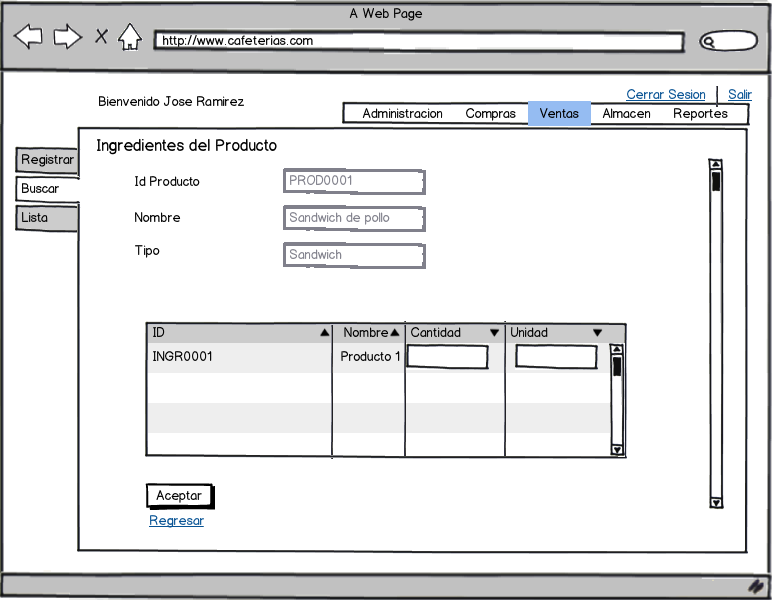 A Web Page
http://www.cafeterias.com
Cerrar Sesion Salir
Bienvenido Jose Ramirez
Administracion Compras Ventas Almacen Reportes
Ingredientes del Producto
Registrar
Buscar
Lista
Id Producto PROD0001
Nombre Sandwich de pollo
Tipo Sandwich
ID Nombre Cantidad Unidad
INGR0001 Producto 1
Aceptar
Regresar